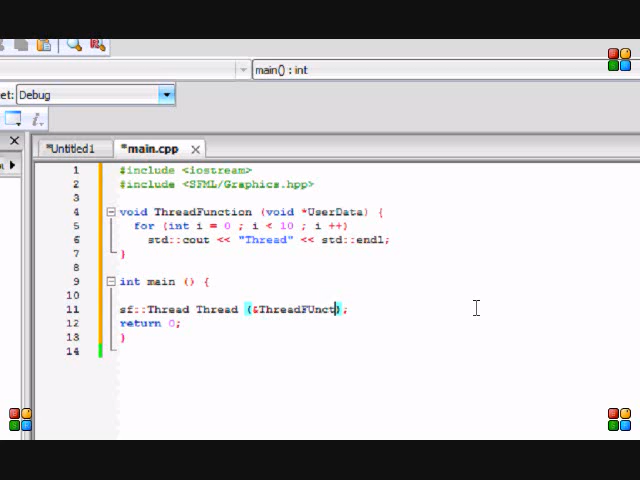 main() : int
et: Debug
*Untitled1 *main.cpp
1 #include <iostream>
2 #include <SFML/Graphics.hpp>
3
4 void ThreadFunction (void *UserData) {
5 for (int i = 0 ; i < 10 ; i ++)
6 std::cout << "Thread" << std::endl;
7 }
8
9 int main () {
10
11 sf::Thread Thread (&ThreadFUnct);
12 return 0;
13 }
14